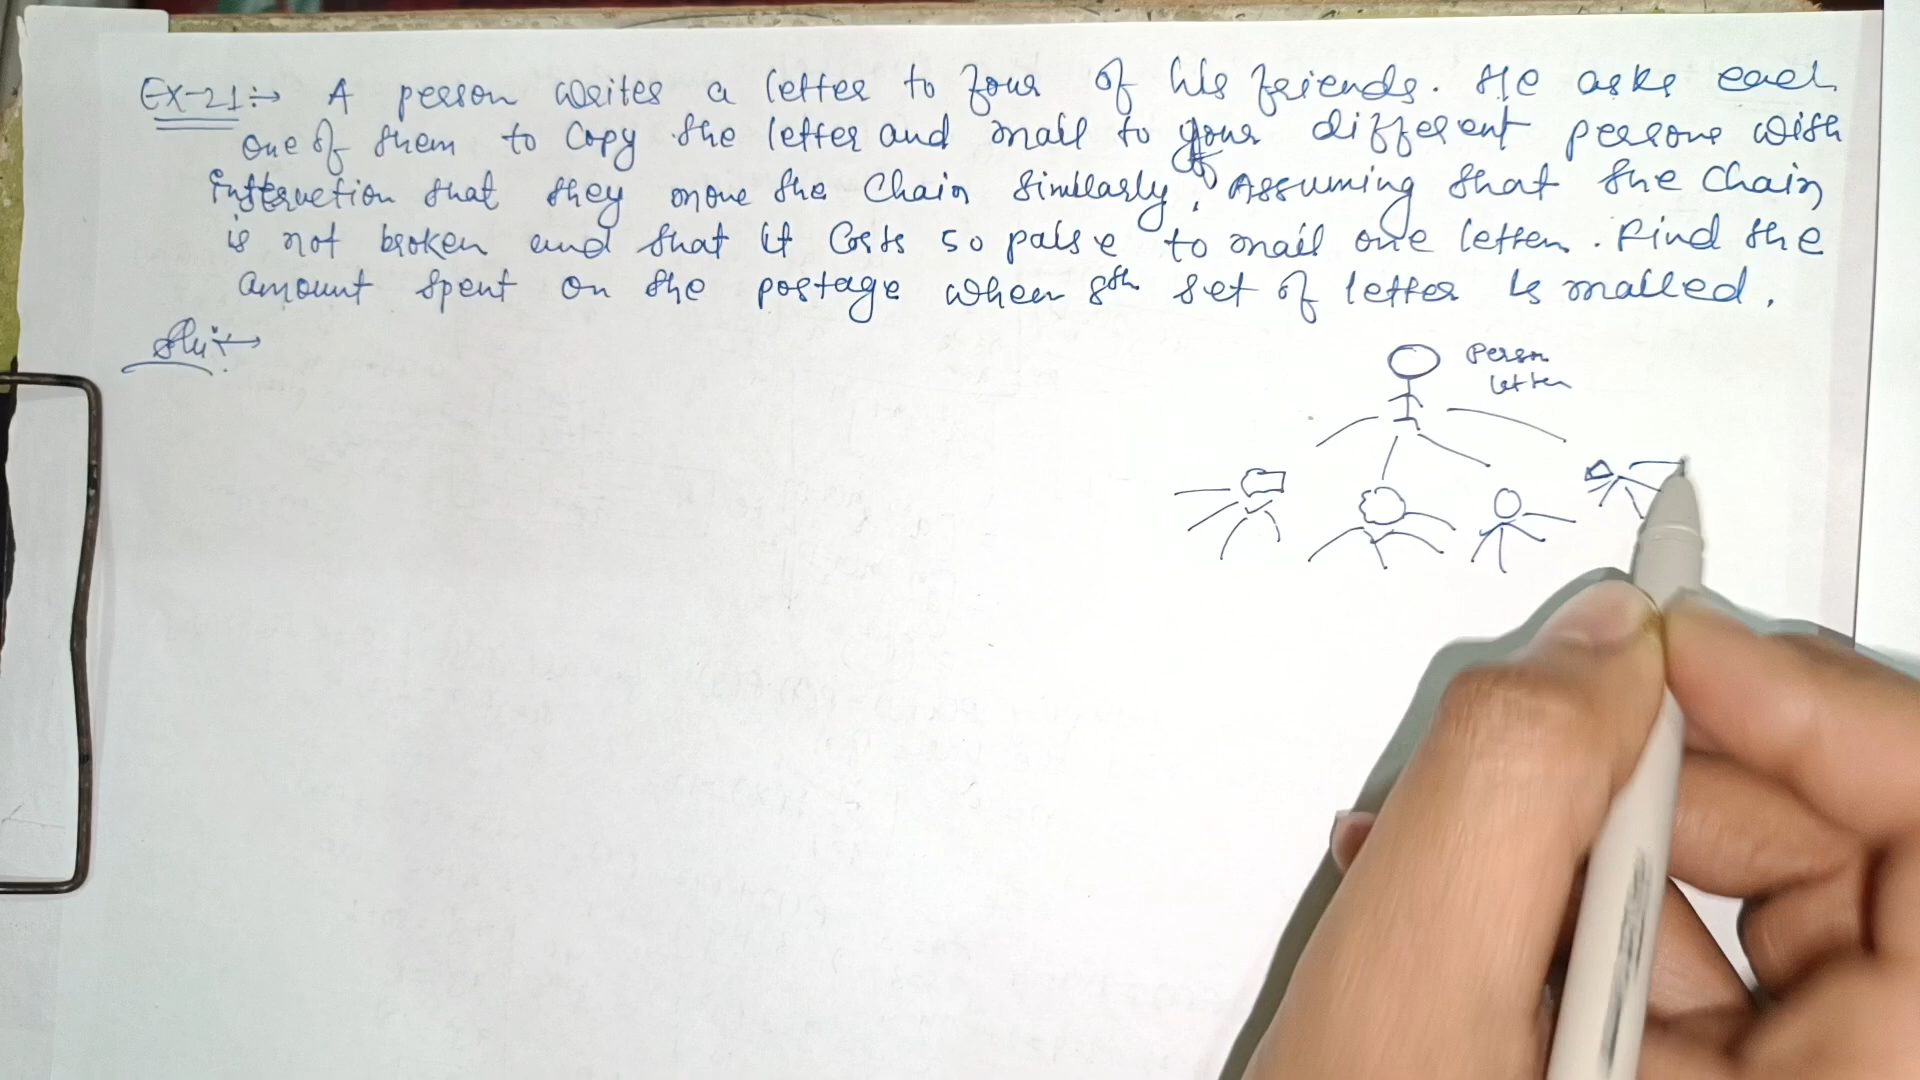 Ex-21:→ A person writes a letter to four of his friends. He asks each
one of them to copy the letter and mail to four different persons with
instruction that they move the chain similarly. Assuming that the chain
is not broken and that it costs 50 paise to mail one letter. Find the
amount spent on the postage when 8th set of letter is mailed.
Solu:→
Person
letter